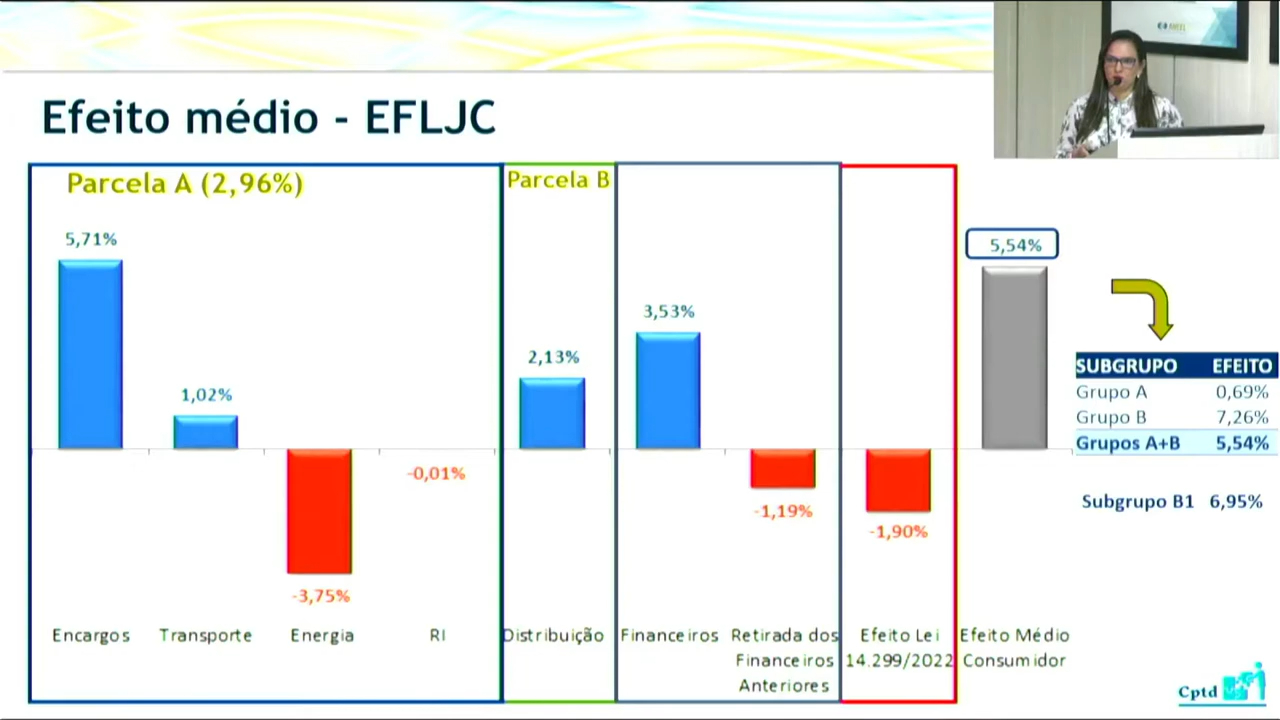 Efeito médio - EFLJC
Parcela A (2,96%)
Parcela B
5,71%
1,02%
-3,75%
-0,01%
2,13%
3,53%
-1,19%
-1,90%
5,54%
Encargos
Transporte
Energia
RI
Distribuição
Financeiros
Retirada dos
Financeiros
Anteriores
Efeito Lei
14.299/2022
Efeito Médio
Consumidor
SUBGRUPO EFEITO
Grupo A 0,69%
Grupo B 7,26%
Grupos A+B 5,54%
Subgrupo B1 6,95%
Cptd